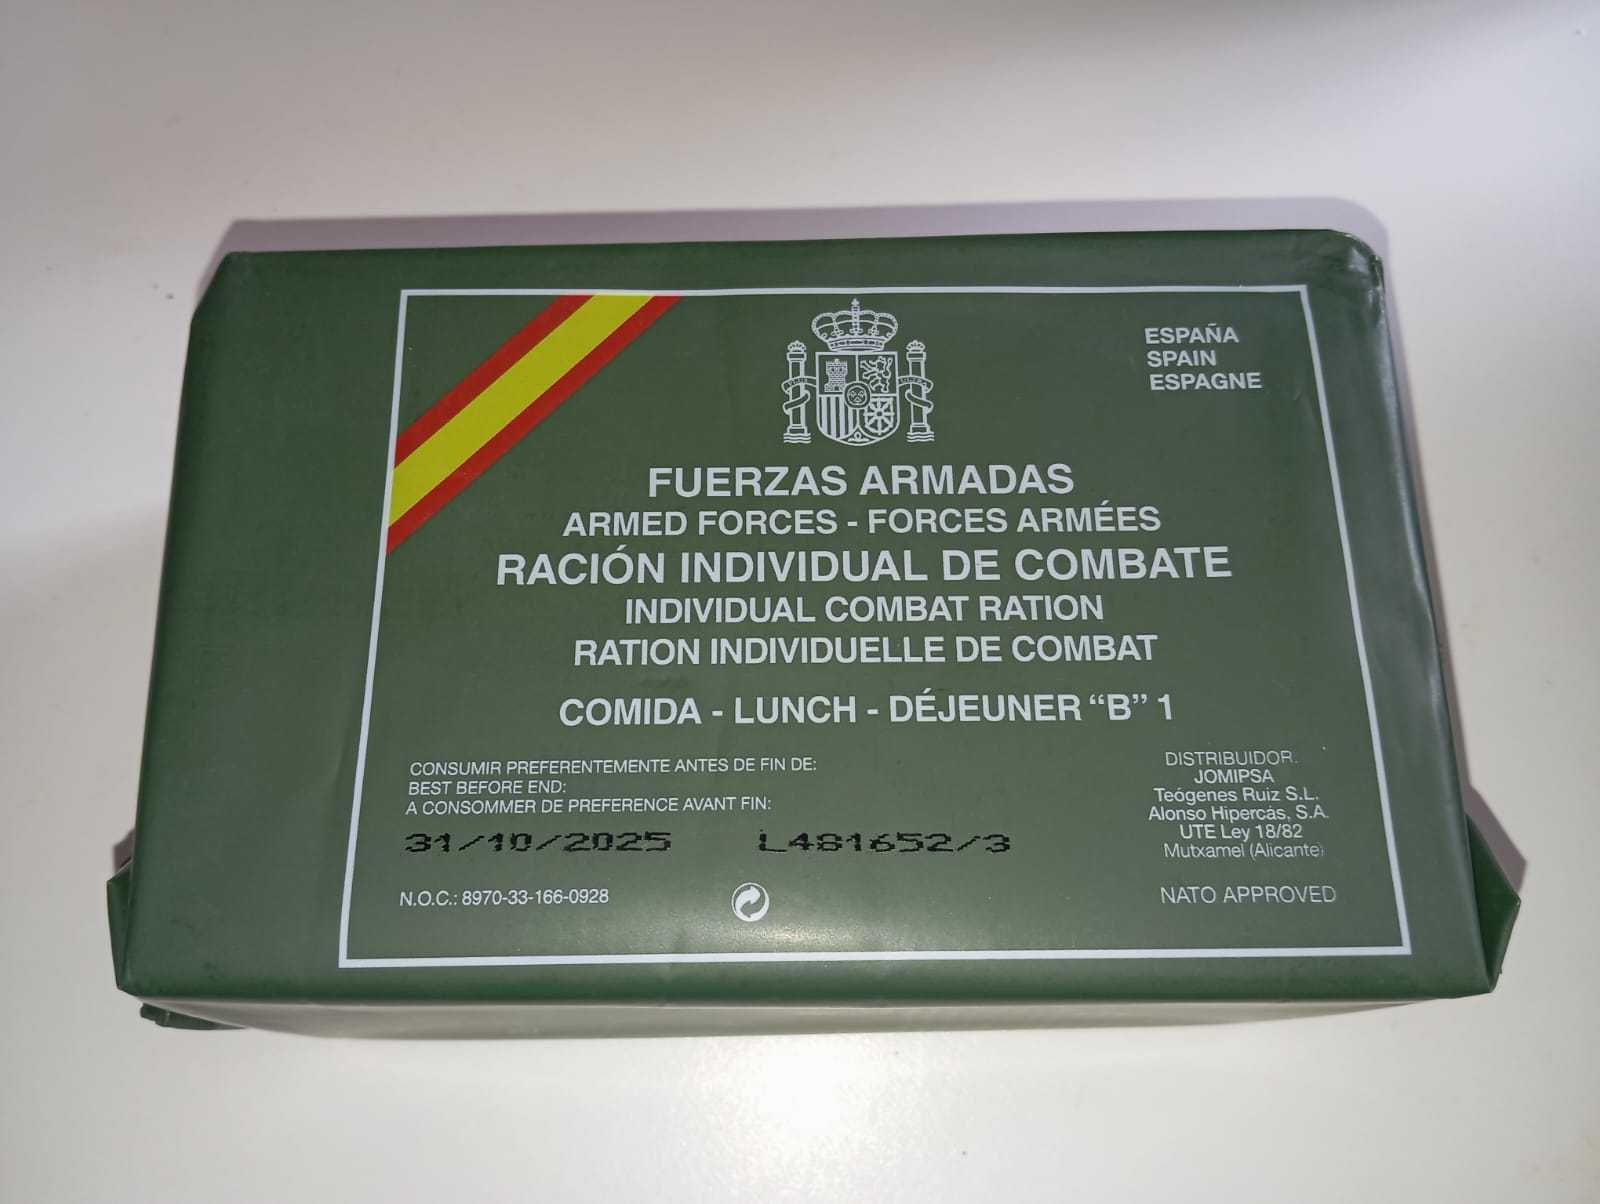 ESPAÑA
SPAIN
ESPAGNE
FUERZAS ARMADAS
ARMED FORCES - FORCES ARMÉES
RACIÓN INDIVIDUAL DE COMBATE
INDIVIDUAL COMBAT RATION
RATION INDIVIDUELLE DE COMBAT
COMIDA - LUNCH - DÉJEUNER “B” 1
CONSUMIR PREFERENTEMENTE ANTES DE FIN DE:
BEST BEFORE END:
A CONSOMMER DE PREFERENCE AVANT FIN:
31/10/2025 L481652/3
N.O.C.: 8970-33-166-0928
DISTRIBUIDOR:
JOMIPSA
Teógenes Ruiz S.L.
Alonso Hipercás, S.A.
UTE Ley 18/82
Mutxamel (Alicante)
NATO APPROVED